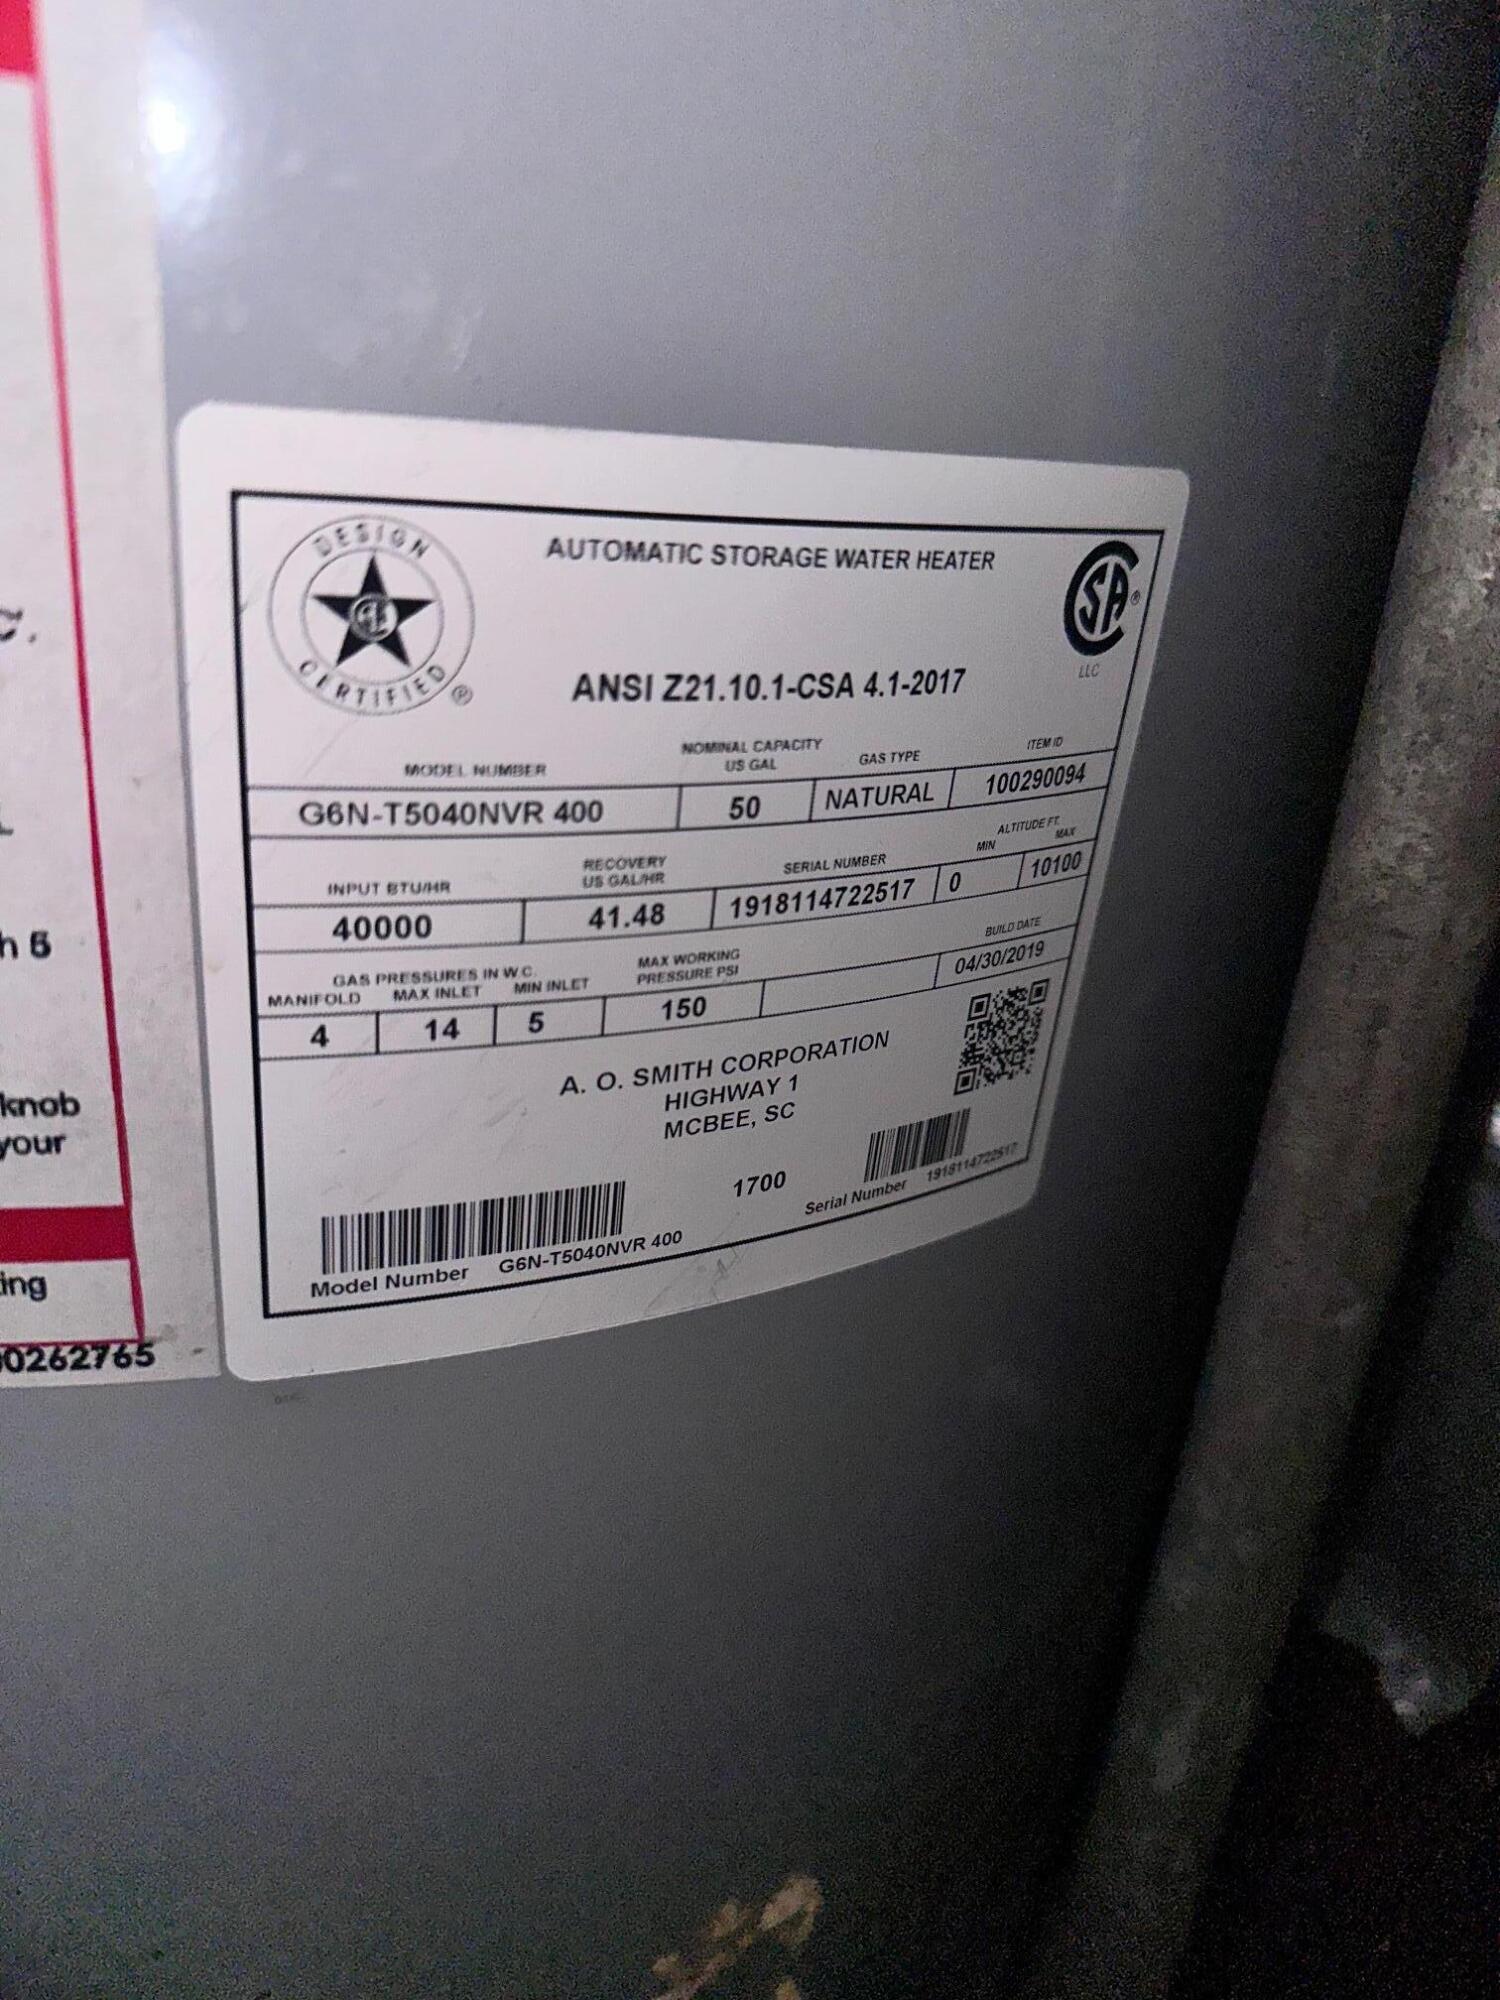 c.
h 6
knob
your
ing
00262765
DESIGN
CERTIFIED ®
AUTOMATIC STORAGE WATER HEATER
CSA ®
LLC
ANSI Z21.10.1-CSA 4.1-2017
MODEL NUMBER
NOMINAL CAPACITY
US GAL
GAS TYPE
ITEM ID
G6N-T5040NVR 400
50
NATURAL
100290094
INPUT BTU/HR
RECOVERY
US GAL/HR
SERIAL NUMBER
ALTITUDE FT.
MIN
MAX
40000
41.48
1918114722517
0
10100
GAS PRESSURES IN W.C.
MANIFOLD
MAX INLET
MIN INLET
MAX WORKING
PRESSURE PSI
BUILD DATE
4
14
5
150
04/30/2019
A. O. SMITH CORPORATION
HIGHWAY 1
MCBEE, SC
1700
Model Number G6N-T5040NVR 400
Serial Number 1918114722517